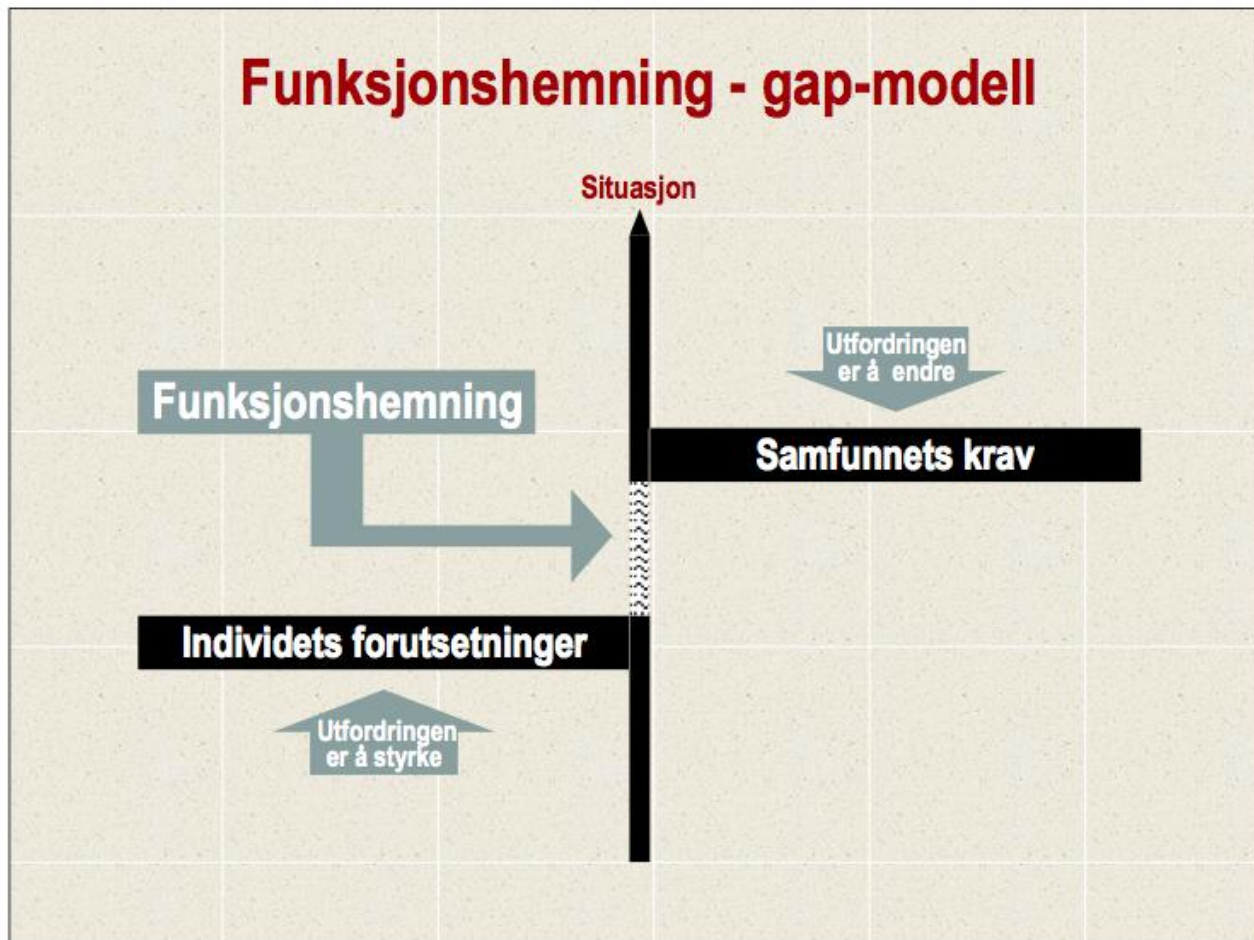 Funksjonshemning - gap-modell
Situasjon
Utfordringen
er å endre
Funksjonshemning
Samfunnets krav
Individets forutsetninger
Utfordringen
er å styrke